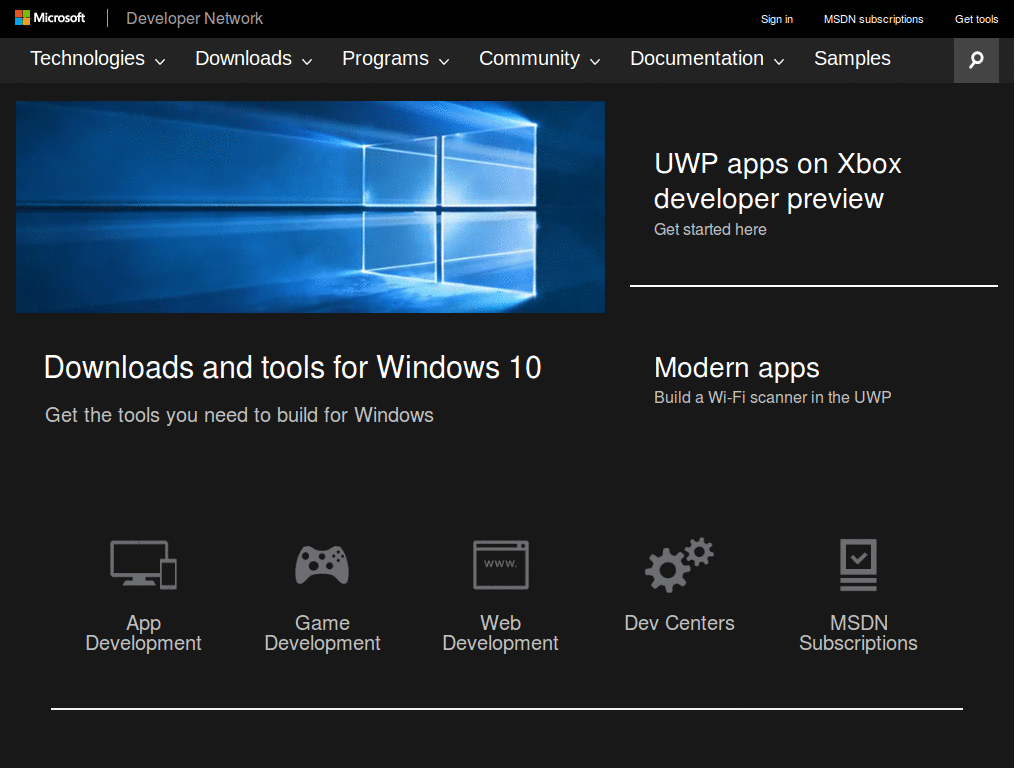 Microsoft Developer Network
Sign in MSDN subscriptions Get tools
Technologies Downloads Programs Community Documentation Samples
UWP apps on Xbox
developer preview
Get started here
Downloads and tools for Windows 10
Get the tools you need to build for Windows
Modern apps
Build a Wi-Fi scanner in the UWP
www.
App
Development
Game
Development
Web
Development
Dev Centers
MSDN
Subscriptions